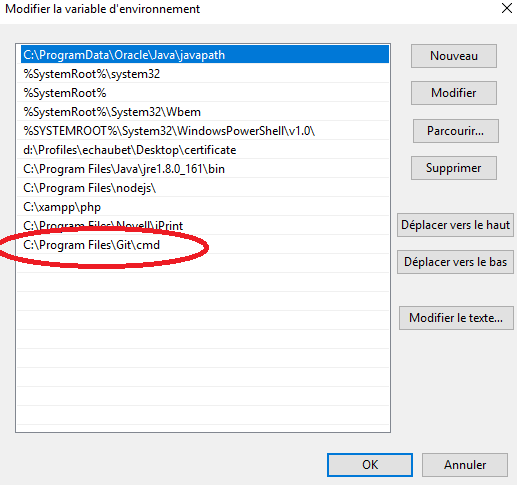 Modifier la variable d'environnement
C:\ProgramData\Oracle\Java\javapath
%SystemRoot%\system32
%SystemRoot%
%SystemRoot%\System32\Wbem
%SYSTEMROOT%\System32\WindowsPowerShell\v1.0\
d:\Profiles\echaubet\Desktop\certificate
C:\Program Files\Java\jre1.8.0_161\bin
C:\Program Files\nodejs\
C:\xampp\php
C:\Program Files\Novell\iPrint
C:\Program Files\Git\cmd
Nouveau
Modifier
Parcourir...
Supprimer
Déplacer vers le haut
Déplacer vers le bas
Modifier le texte...
OK
Annuler